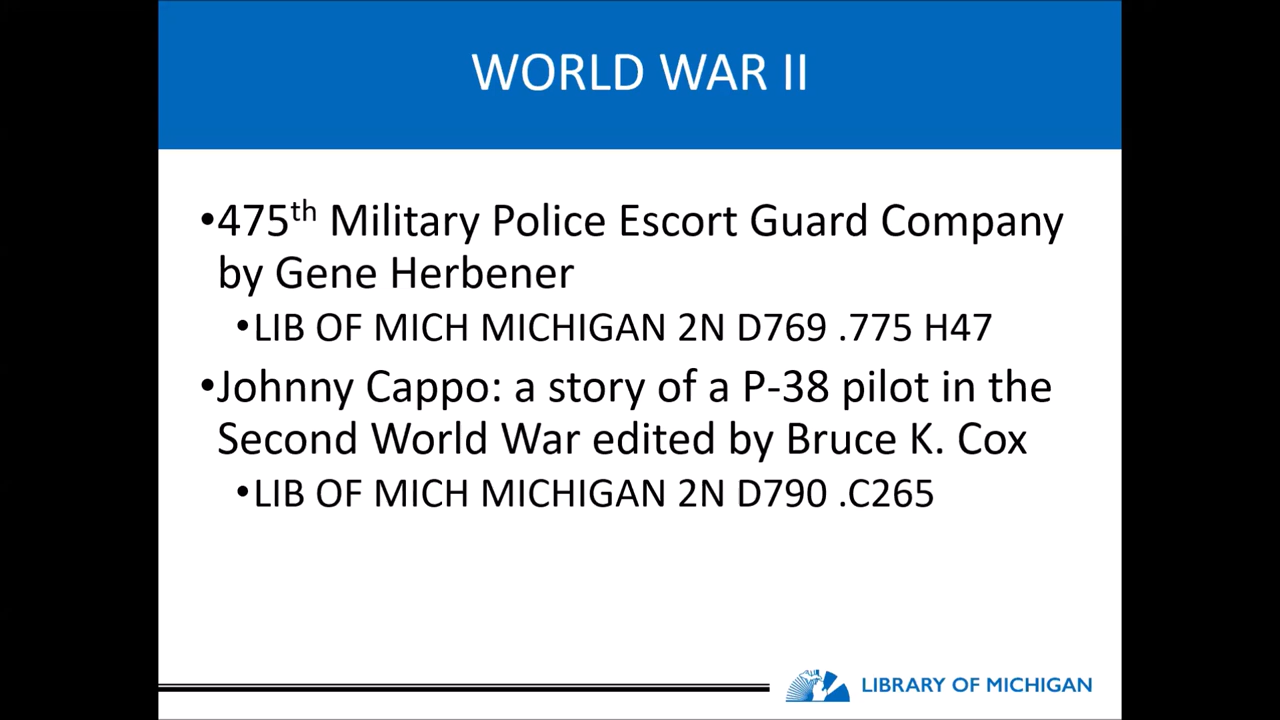 WORLD WAR II
•475th Military Police Escort Guard Company
by Gene Herbener
•LIB OF MICH MICHIGAN 2N D769 .775 H47
•Johnny Cappo: a story of a P-38 pilot in the
Second World War edited by Bruce K. Cox
•LIB OF MICH MICHIGAN 2N D790 .C265
LIBRARY OF MICHIGAN